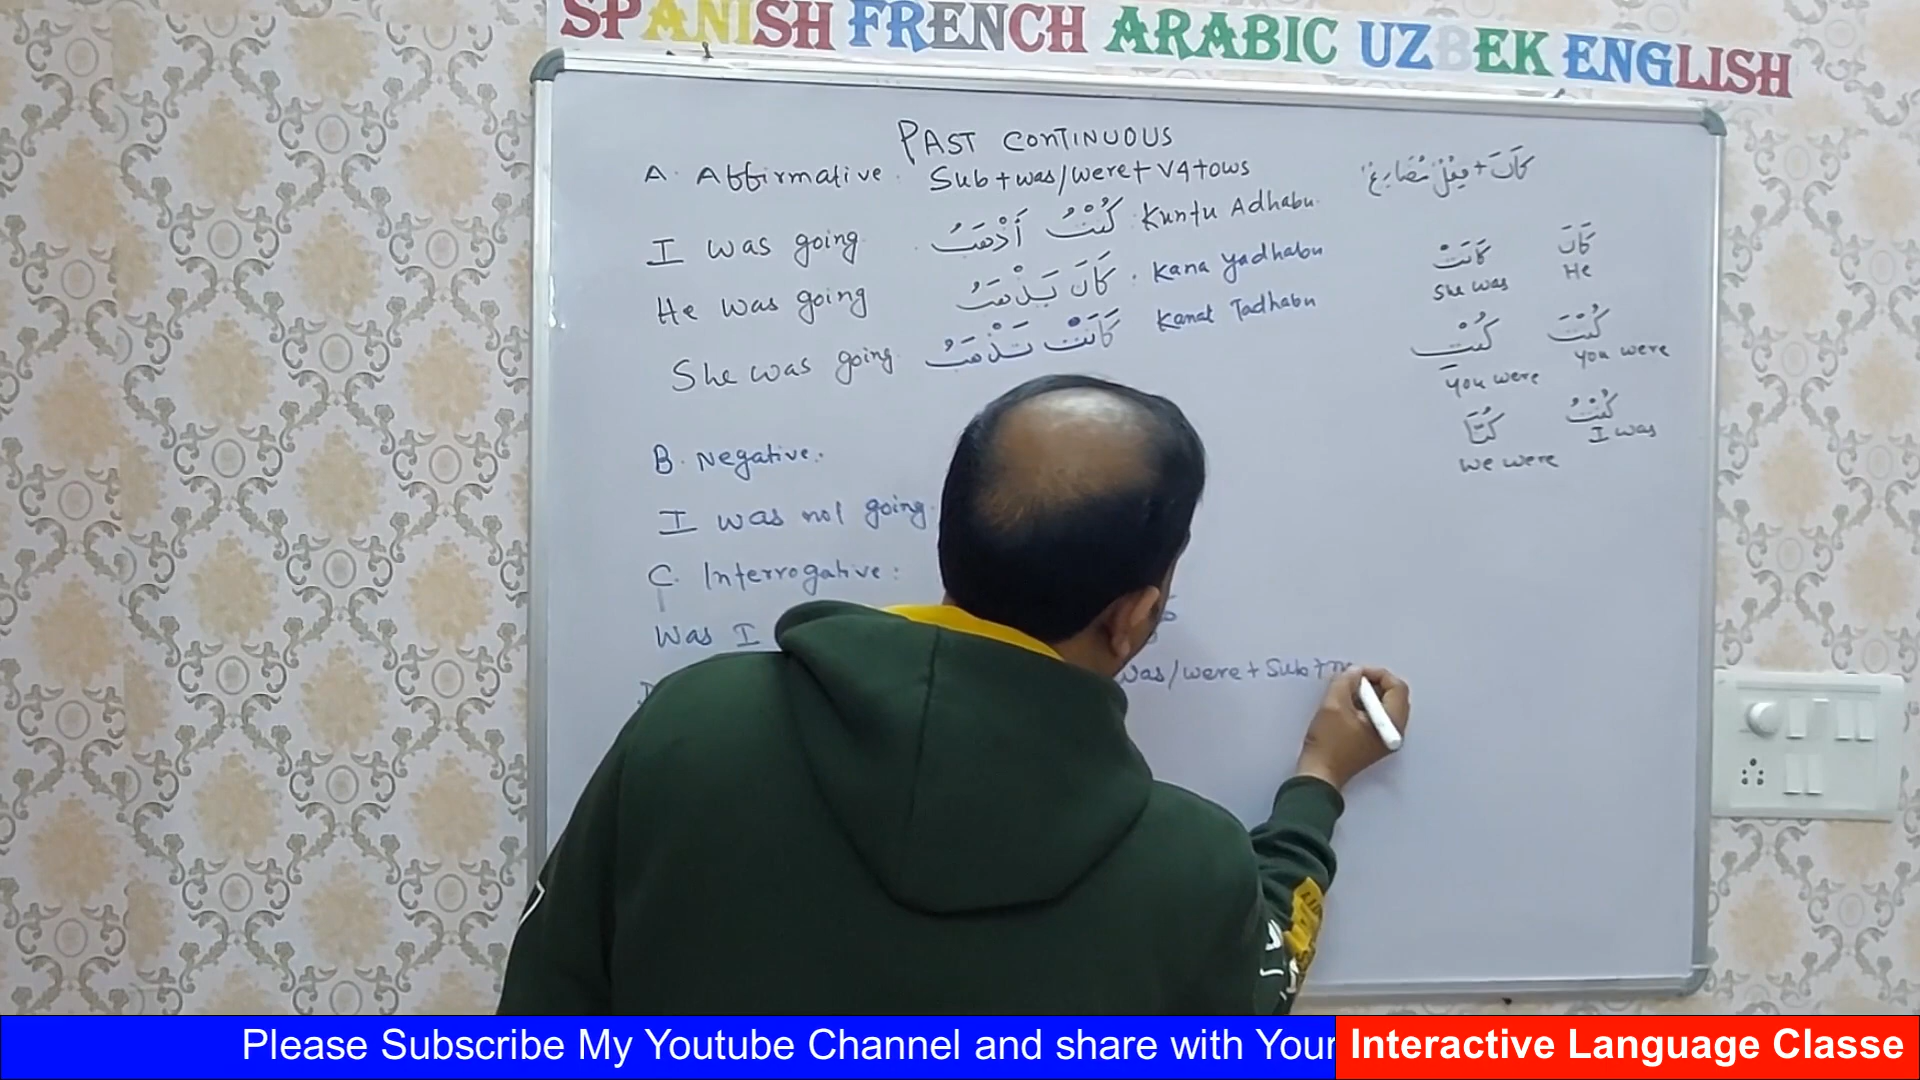 SPANISH FRENCH ARABIC UZBEK ENGLISH
PAST CONTINUOUS
A. Affirmative. Sub+was/were+V4+ows
كَانَ + فِعْلْ مُضَارِعْ
I was going كُنْتُ أَذْهَبُ . Kuntu Adhabu.
He was going كَانَ يَذْهَبُ . Kana yadhabu
She was going. كَانَتْ تَذْهَبُ Kanat Tadhabu
كَانَتْ كَانَ
She was He
كُنْتِ كُنْتَ
you were you were
كُنَّا كُنْتُ
we were I was
B. Negative.
I was not going.
C. Interrogative:
Was I
was/were + Sub +
Please Subscribe My Youtube Channel and share with Your
Interactive Language Classe